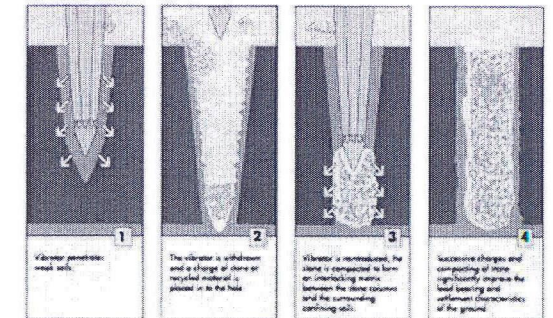 1
Vibrator penetrates
weak soils.
2
The vibrator is withdrawn
and a charge of stone or
recycled material is
placed in to the hole
3
Vibrator is reintroduced, he
stone is compacted to form
an interlocking matrix
between the stone columns
and the surrounding
confining soils.
4
Successive charges and
compacting of stone
significantly improve the
load bearing and
settlement characteristics
of the ground.